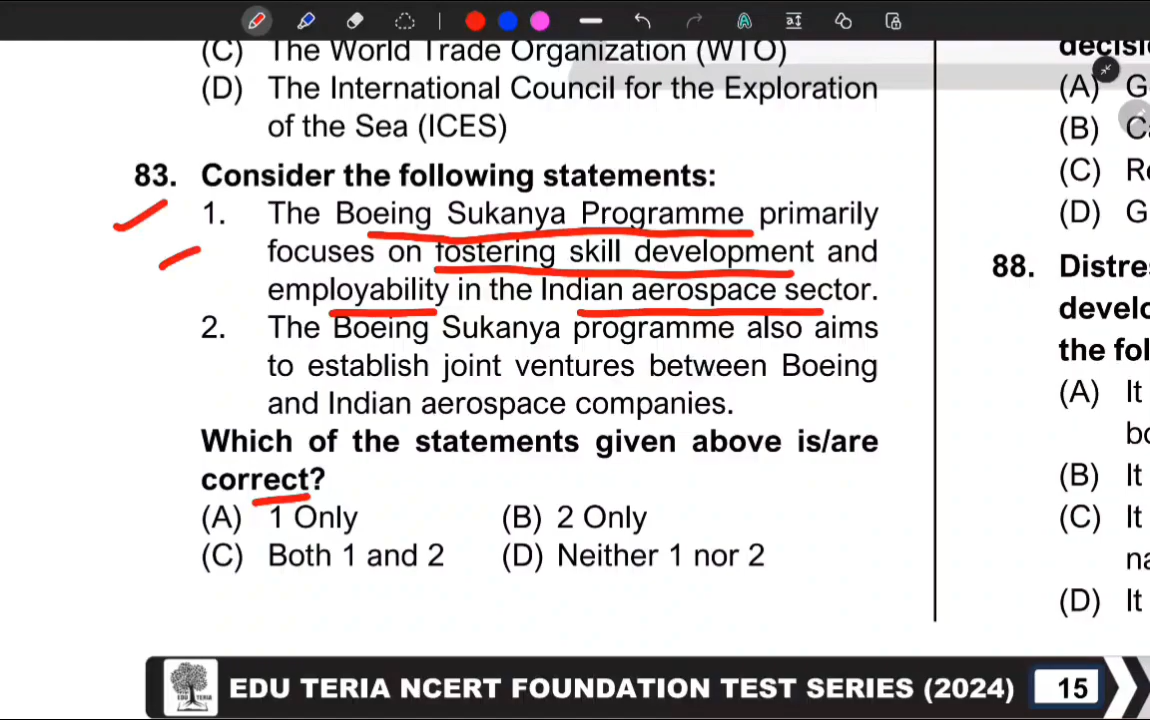 (C) The World Trade Organization (WTO)
(D) The International Council for the Exploration
of the Sea (ICES)
83. Consider the following statements:
1. The Boeing Sukanya Programme primarily
focuses on fostering skill development and
employability in the Indian aerospace sector.
2. The Boeing Sukanya programme also aims
to establish joint ventures between Boeing
and Indian aerospace companies.
Which of the statements given above is/are
correct?
(A) 1 Only (B) 2 Only
(C) Both 1 and 2 (D) Neither 1 nor 2
(A) G
(B) C
(C) R
(D) G
88. Distre
develo
the fol
(A) It
(B) It
(C) It
(D) It
EDU TERIA NCERT FOUNDATION TEST SERIES (2024) 15